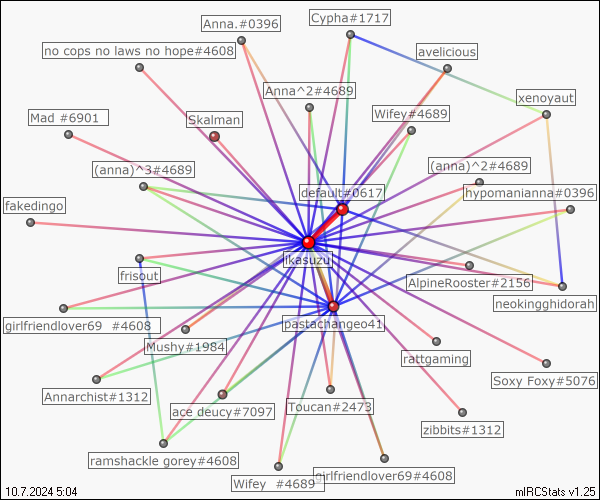 Cypha#1717
Anna.#0396
no cops no laws no hope#4608
avelicious
Anna^2#4689
xenoyaut
Mad #6901
Skalman
Wifey#4689
(anna)^3#4689
(anna)^2#4689
default#0617
hypomanianna#0396
fakedingo
Ikasuzu
frisout
AlpineRooster#2156
neokingghidorah
girlfriendlover69 #4608
pastachangeo41
Mushy#1984
rattgaming
Soxy Foxy#5076
Annarchist#1312
ace deucy#7097
Toucan#2473
zibbits#1312
ramshackle gorey#4608
Wifey  #4689
girlfriendlover69#4608
10.7.2024 5:04
mIRCStats v1.25